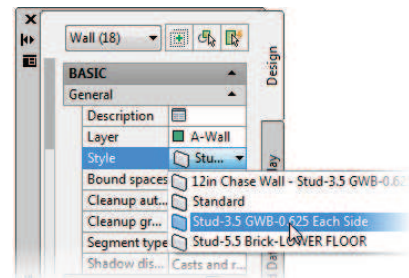 Wall (18)
Design
BASIC
General
Description
Layer A-Wall
Style Stu...
Bound spaces 12in Chase Wall - Stud-3.5 GWB-0.62
Cleanup aut... Standard
Cleanup gr... Stud-3.5 GWB-0.625 Each Side
Segment type Stud-5.5 Brick-LOWER FLOOR
Shadow dis... Casts and r...